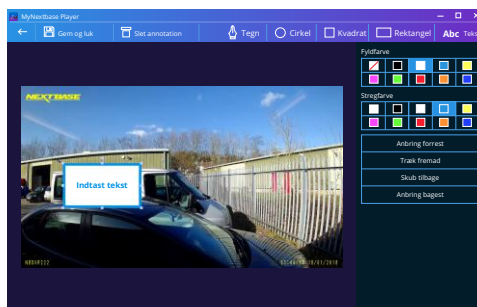 MyNextbase Player
Gem og luk
Slet annotation
Tegn
Cirkel
Kvadrat
Rektangel
Abc Teks
Fyldfarve
NEXTBASE
Stregfarve
Anbring forrest
Træk fremad
Skub tilbage
Anbring bagest
Indtast tekst